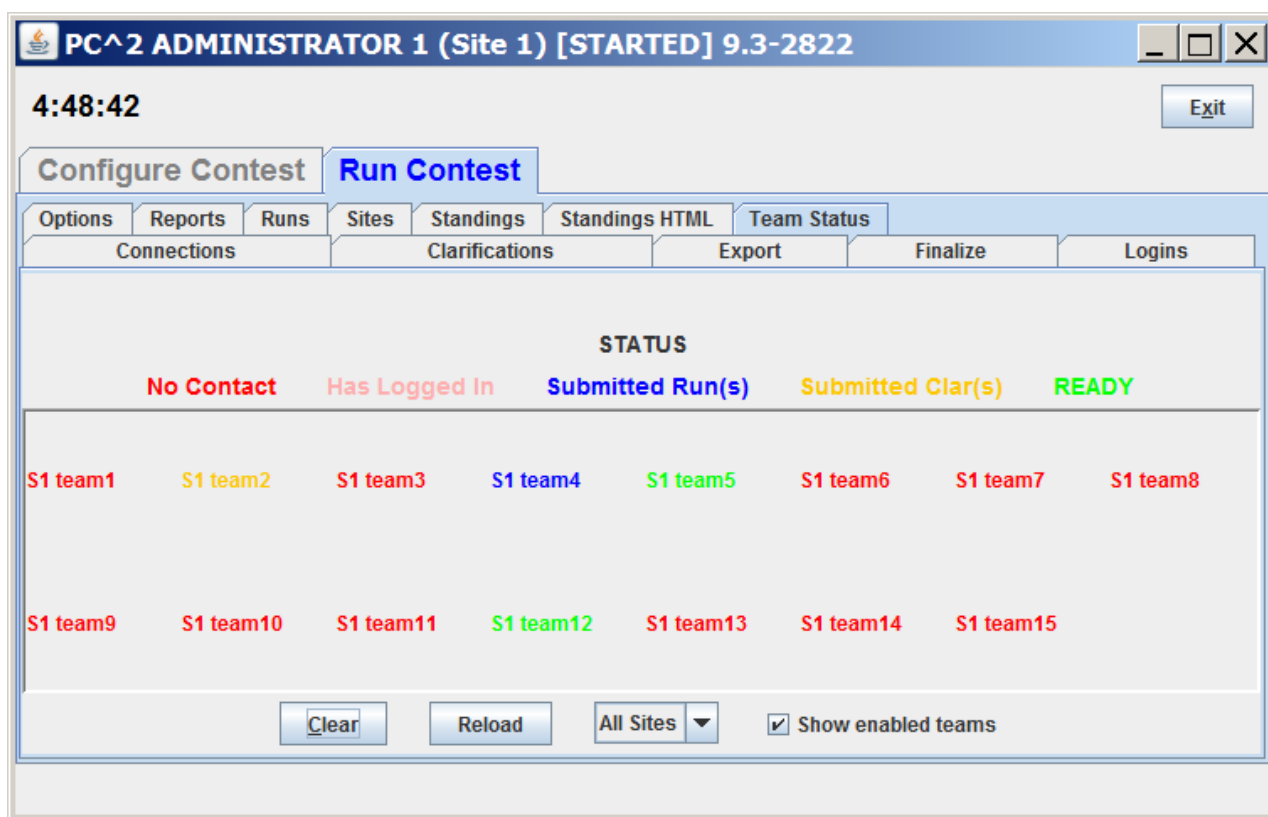 PC^2 ADMINISTRATOR 1 (Site 1) [STARTED] 9.3-2822
4:48:42 Exit
Configure Contest Run Contest
Options Reports Runs Sites Standings Standings HTML Team Status
Connections Clarifications Export Finalize Logins
STATUS
No Contact Has Logged In Submitted Run(s) Submitted Clar(s) READY
S1 team1 S1 team2 S1 team3 S1 team4 S1 team5 S1 team6 S1 team7 S1 team8
S1 team9 S1 team10 S1 team11 S1 team12 S1 team13 S1 team14 S1 team15
Clear Reload All Sites Show enabled teams